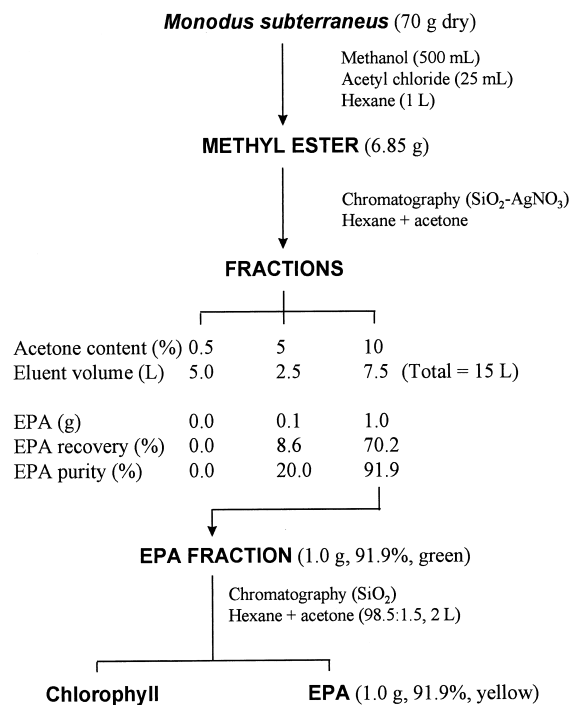 Monodus subterraneus (70 g dry)
Methanol (500 mL)
Acetyl chloride (25 mL)
Hexane (1 L)
METHYL ESTER (6.85 g)
Chromatography (SiO₂-AgNO₃)
Hexane + acetone
FRACTIONS
Acetone content (%) 0.5 5 10
Eluent volume (L) 5.0 2.5 7.5 (Total = 15 L)
EPA (g) 0.0 0.1 1.0
EPA recovery (%) 0.0 8.6 70.2
EPA purity (%) 0.0 20.0 91.9
EPA FRACTION (1.0 g, 91.9%, green)
Chromatography (SiO₂)
Hexane + acetone (98.5:1.5, 2 L)
Chlorophyll EPA (1.0 g, 91.9%, yellow)